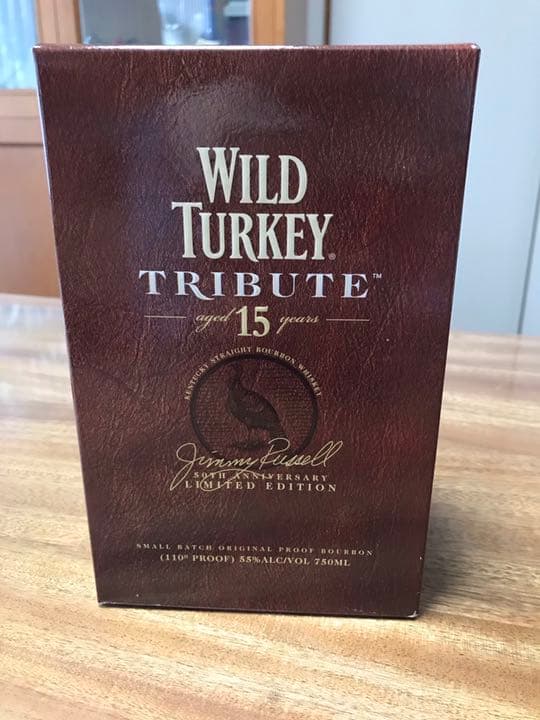 WILD
TURKEY®
TRIBUTE™
aged 15 years
KENTUCKY STRAIGHT BOURBON WHISKEY
Jimmy Russell
50TH ANNIVERSARY
LIMITED EDITION
SMALL BATCH ORIGINAL PROOF BOURBON
(110° PROOF) 55%ALC/VOL 750ML